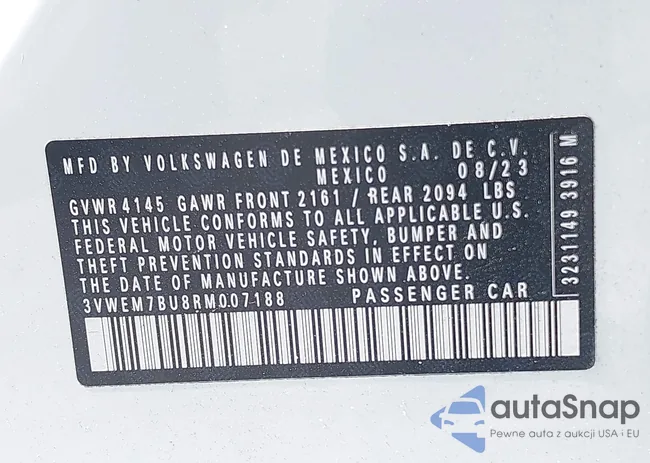 MFD BY VOLKSWAGEN DE MEXICO S.A. DE C.V.
MEXICO 08/23
GVWR 4145 GAWR FRONT 2161 / REAR 2094 LBS
THIS VEHICLE CONFORMS TO ALL APPLICABLE U.S.
FEDERAL MOTOR VEHICLE SAFETY, BUMPER AND
THEFT PREVENTION STANDARDS IN EFFECT ON
THE DATE OF MANUFACTURE SHOWN ABOVE.
3VWEM7BU8RM007188 PASSENGER CAR
3231149 3916 M
autaSnap
Pewne auta z aukcji USA i EU